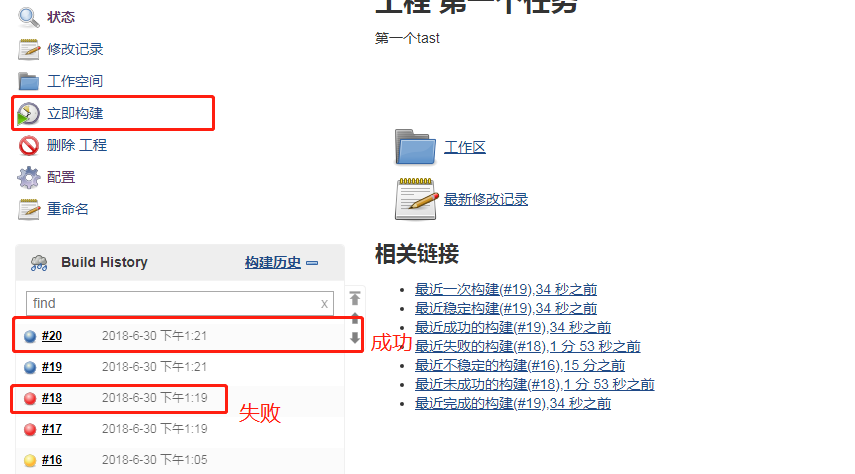 状态
修改记录
工作空间
立即构建
删除 工程
配置
重命名
Build History 构建历史
find x
#20 2018-6-30 下午1:21 成功
#19 2018-6-30 下午1:21
#18 2018-6-30 下午1:19 失败
#17 2018-6-30 下午1:19
#16 2018-6-30 下午1:05
工程 第一个任务
第一个tast
工作区
最新修改记录
相关链接
最近一次构建(#19),34 秒之前
最近稳定构建(#19),34 秒之前
最近成功的构建(#19),34 秒之前
最近失败的构建(#18),1 分 53 秒之前
最近不稳定的构建(#16),15 分之前
最近未成功的构建(#18),1 分 53 秒之前
最近完成的构建(#19),34 秒之前